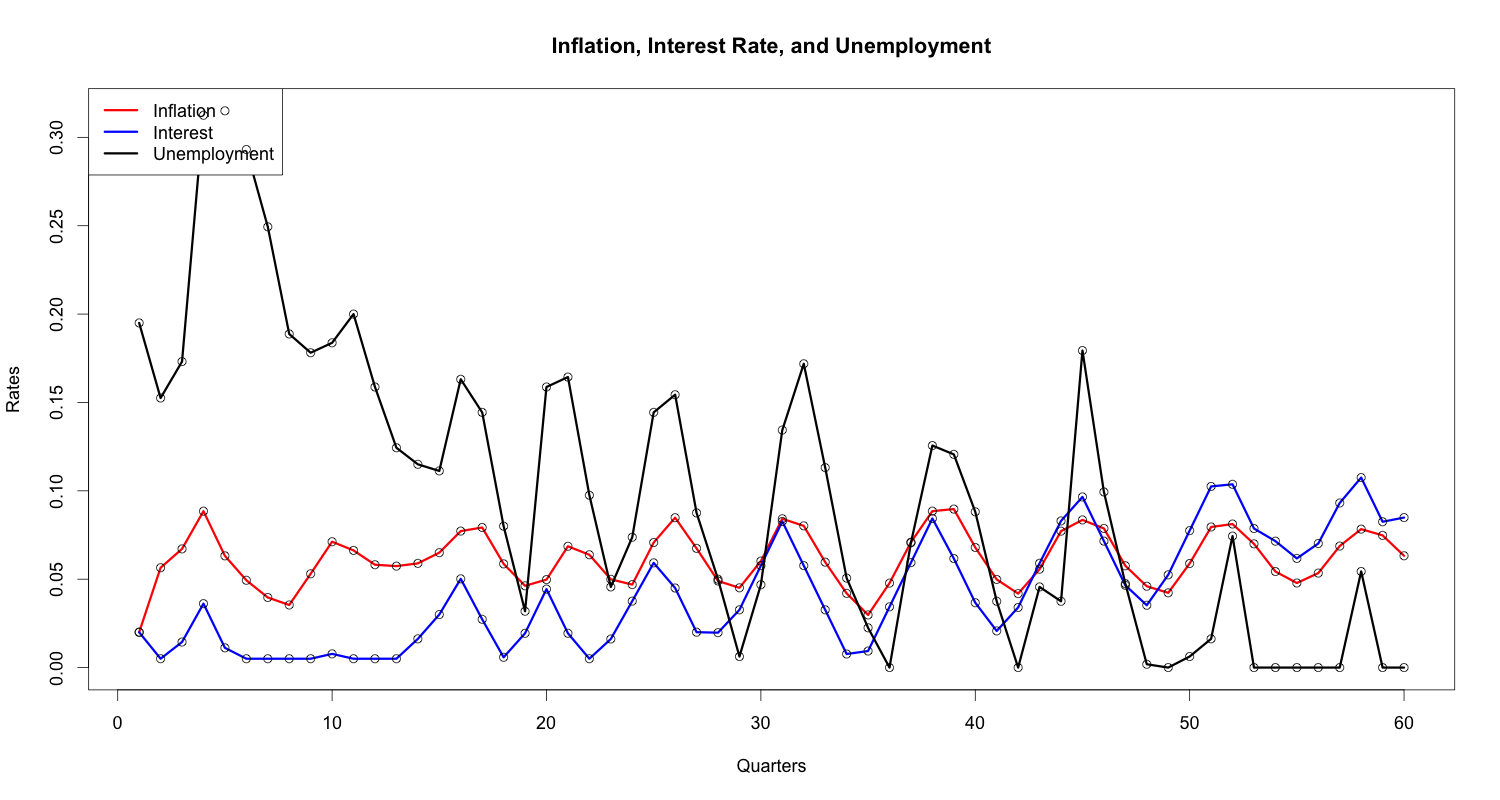 Inflation, Interest Rate, and Unemployment
Inflation
Interest
Unemployment
0.30
0.25
0.20
0.15
0.10
0.05
0.00
Rates
0 10 20 30 40 50 60
Quarters